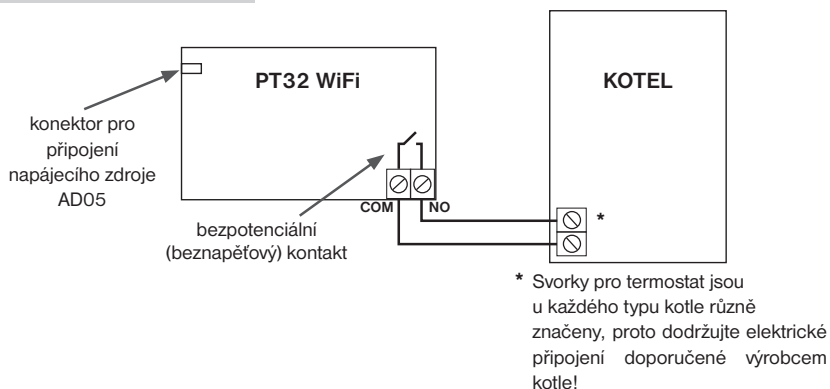 PT32 WiFi
KOTEL
konektor pro
připojení
napájecího zdroje
AD05
COM
NO
*
bezpotenciální
(beznapěťový) kontakt
* Svorky pro termostat jsou
u každého typu kotle různě
značeny, proto dodržujte elektrické
připojení doporučené výrobcem
kotle!